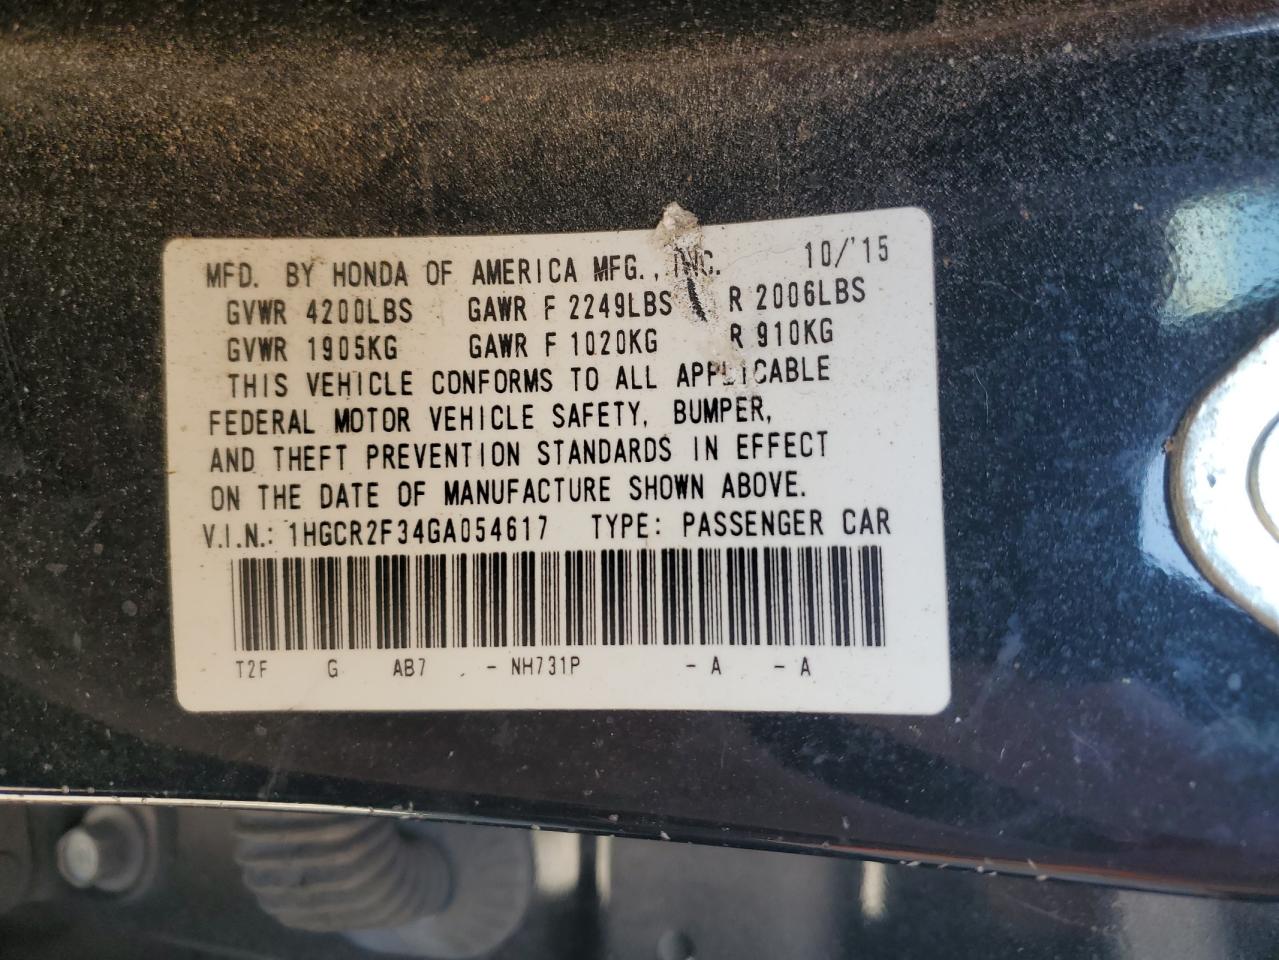 MFD. BY HONDA OF AMERICA MFG., INC. 10/'15
GVWR 4200LBS GAWR F 2249LBS R 2006LBS
GVWR 1905KG GAWR F 1020KG R 910KG
THIS VEHICLE CONFORMS TO ALL APPLICABLE
FEDERAL MOTOR VEHICLE SAFETY, BUMPER,
AND THEFT PREVENTION STANDARDS IN EFFECT
ON THE DATE OF MANUFACTURE SHOWN ABOVE.
V.I.N.: 1HGCR2F34GA054617 TYPE: PASSENGER CAR
T2F G AB7 - NH731P - A - A